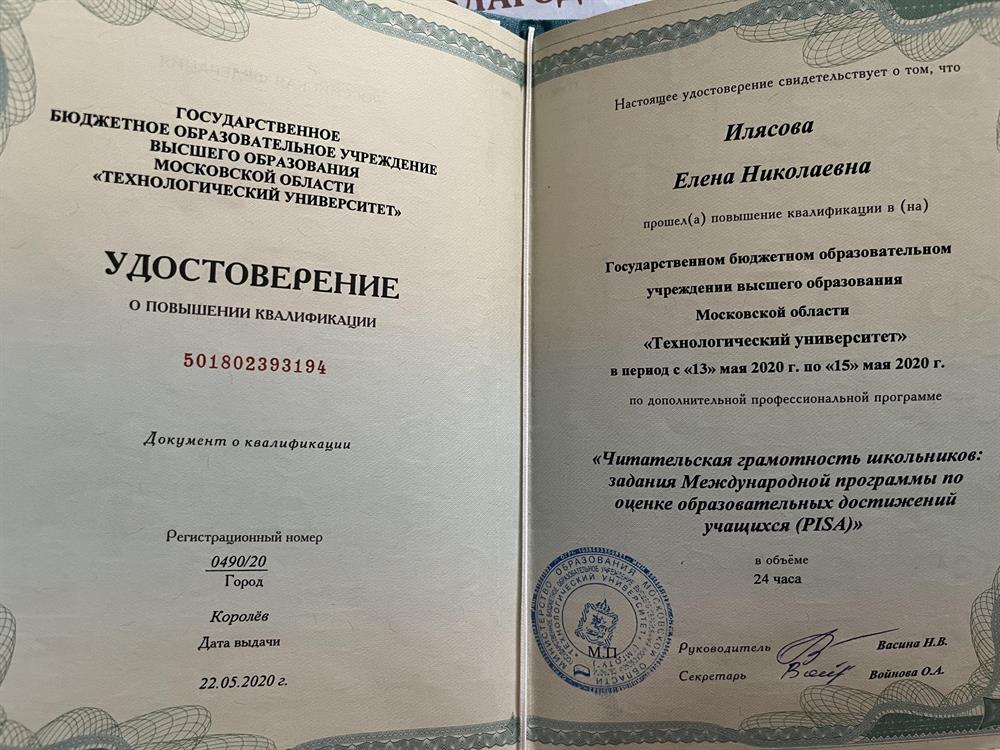 ГОСУДАРСТВЕННОЕ
БЮДЖЕТНОЕ ОБРАЗОВАТЕЛЬНОЕ УЧРЕЖДЕНИЕ
ВЫСШЕГО ОБРАЗОВАНИЯ
МОСКОВСКОЙ ОБЛАСТИ
«ТЕХНОЛОГИЧЕСКИЙ УНИВЕРСИТЕТ»
УДОСТОВЕРЕНИЕ
О ПОВЫШЕНИИ КВАЛИФИКАЦИИ
501802393194
Документ о квалификации
Регистрационный номер
0490/20
Город
Королёв
Дата выдачи
22.05.2020 г.
Настоящее удостоверение свидетельствует о том, что
Илясова
Елена Николаевна
прошел(а) повышение квалификации в (на)
Государственном бюджетном образовательном
учреждении высшего образования
Московской области
«Технологический университет»
в период с «13» мая 2020 г. по «15» мая 2020 г.
по дополнительной профессиональной программе
«Читательская грамотность школьников:
задания Международной программы по
оценке образовательных достижений
учащихся (PISA)»
в объёме
24 часа
МИНИСТЕРСТВО ОБРАЗОВАНИЯ МОСКОВСКОЙ ОБЛАСТИ
М.П.
Руководитель
Васина Н.В.
Секретарь
Войнова О.А.